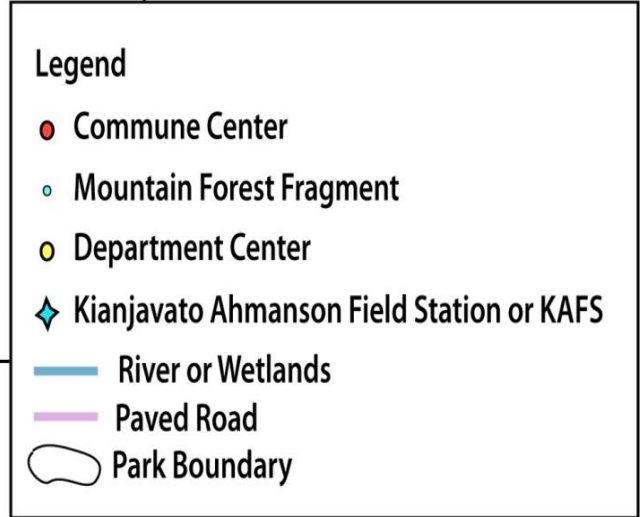 Legend
Commune Center
Mountain Forest Fragment
Department Center
Kianjavato Ahmanson Field Station or KAFS
River or Wetlands
Paved Road
Park Boundary